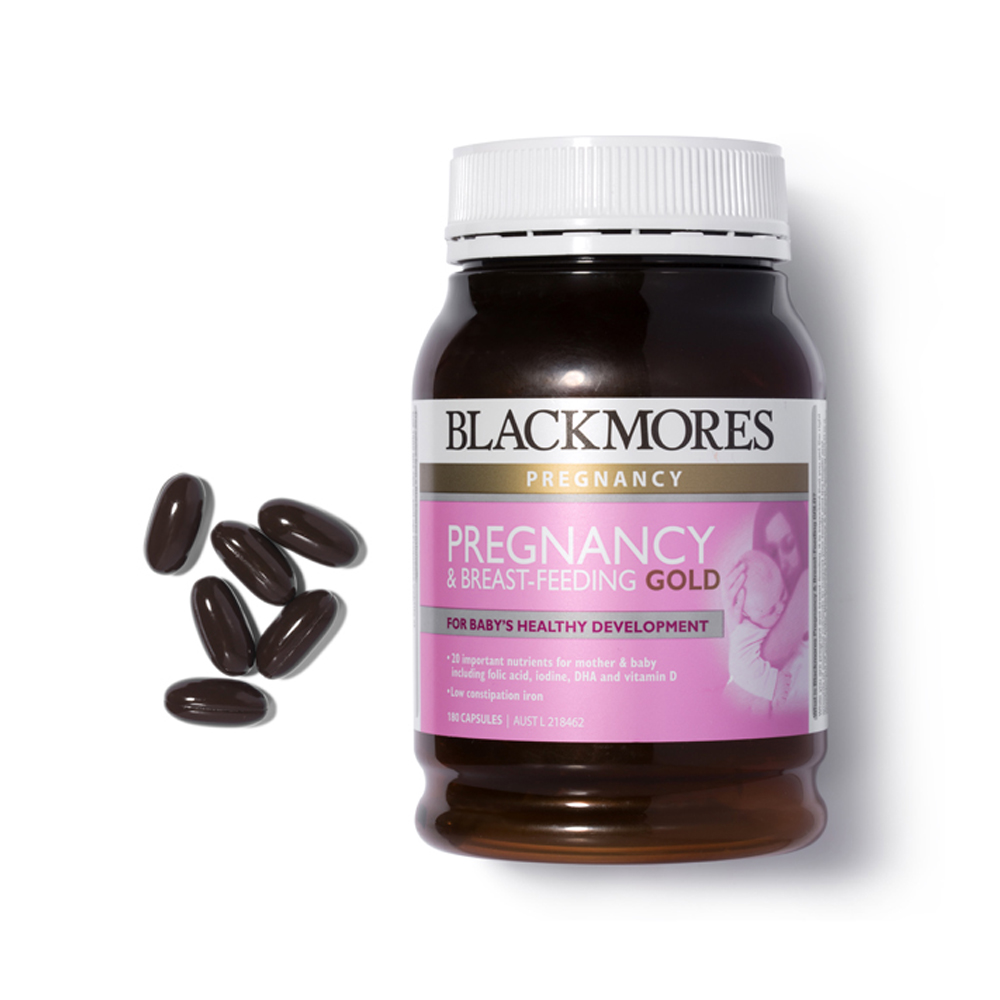 BLACKMORES
PREGNANCY
PREGNANCY
& BREAST-FEEDING GOLD
FOR BABY'S HEALTHY DEVELOPMENT
• 20 important nutrients for mother & baby
including folic acid, iodine, DHA and vitamin D
• Low constipation iron
180 CAPSULES | AUST L 218462